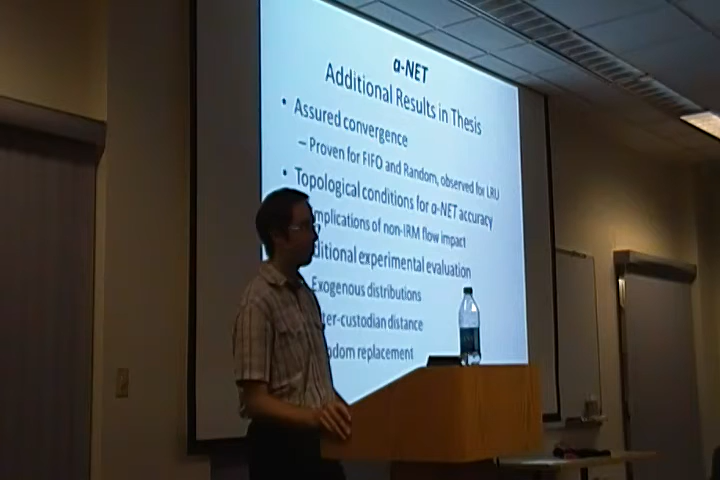 a-NET
Additional Results in Thesis
• Assured convergence
– Proven for FIFO and Random, observed for LRU
• Topological conditions for a-NET accuracy
of non-IRM flow impact
experimental evaluation
Exogenous distributions
distance
replacement